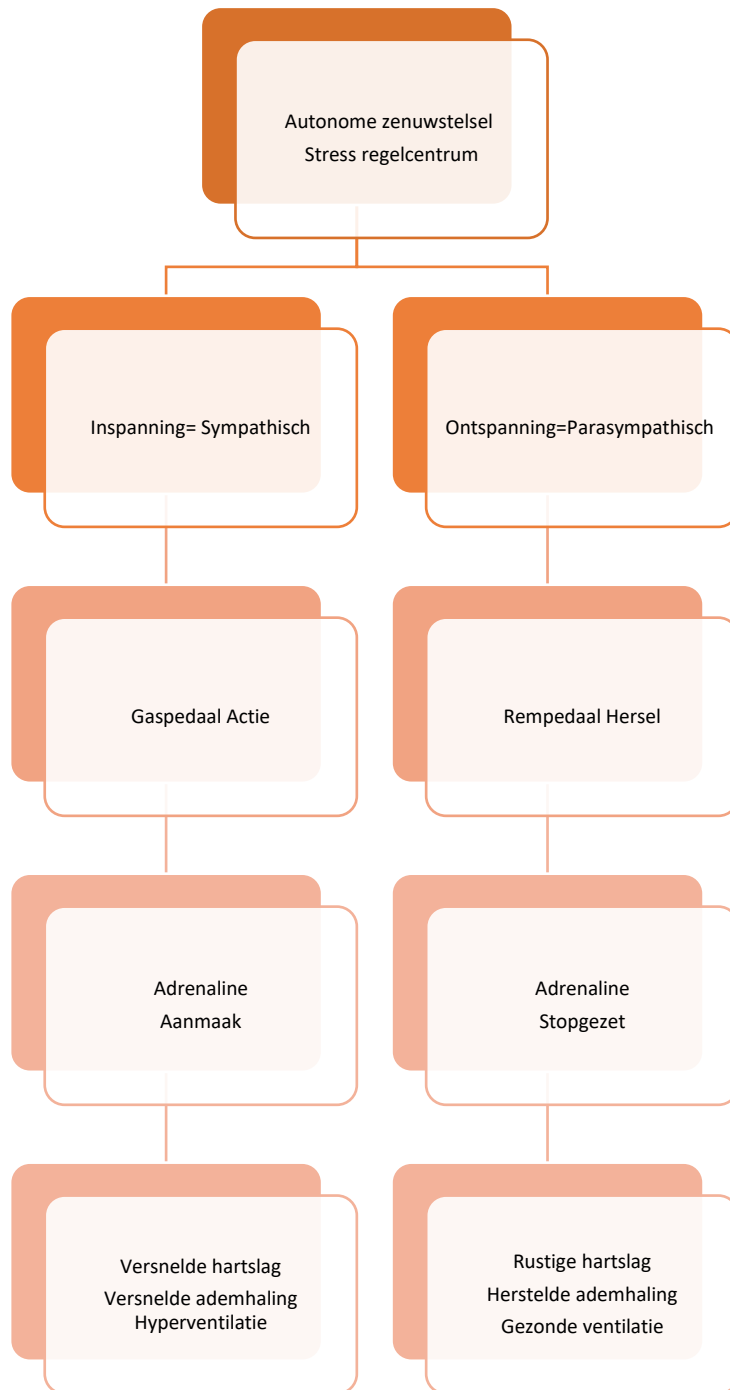 Autonome zenuwstelsel
Stress regelcentrum
Inspanning= Sympathisch
Ontspanning=Parasympathisch
Gaspedaal Actie
Rempedaal Hersel
Adrenaline
Aanmaak
Adrenaline
Stopgezet
Versnelde hartslag
Versnelde ademhaling
Hyperventilatie
Rustige hartslag
Herstelde ademhaling
Gezonde ventilatie